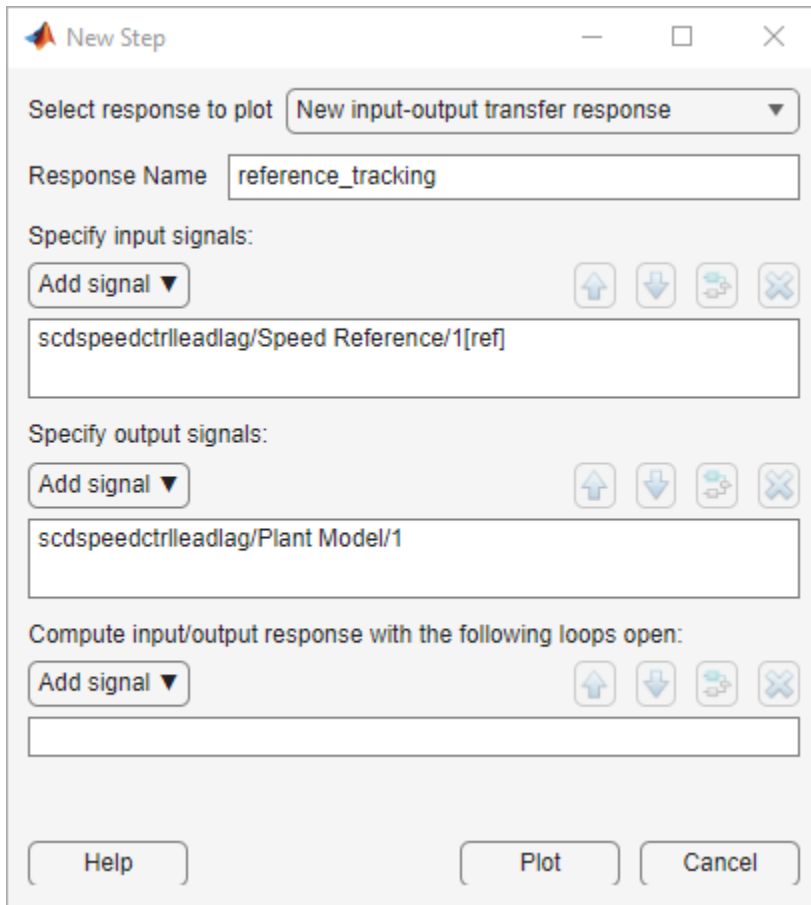 New Step
Select response to plot New input-output transfer response
Response Name reference_tracking
Specify input signals:
Add signal ▼
scdspeedctrlleadlag/Speed Reference/1[ref]
Specify output signals:
Add signal ▼
scdspeedctrlleadlag/Plant Model/1
Compute input/output response with the following loops open:
Add signal ▼
Help Plot Cancel